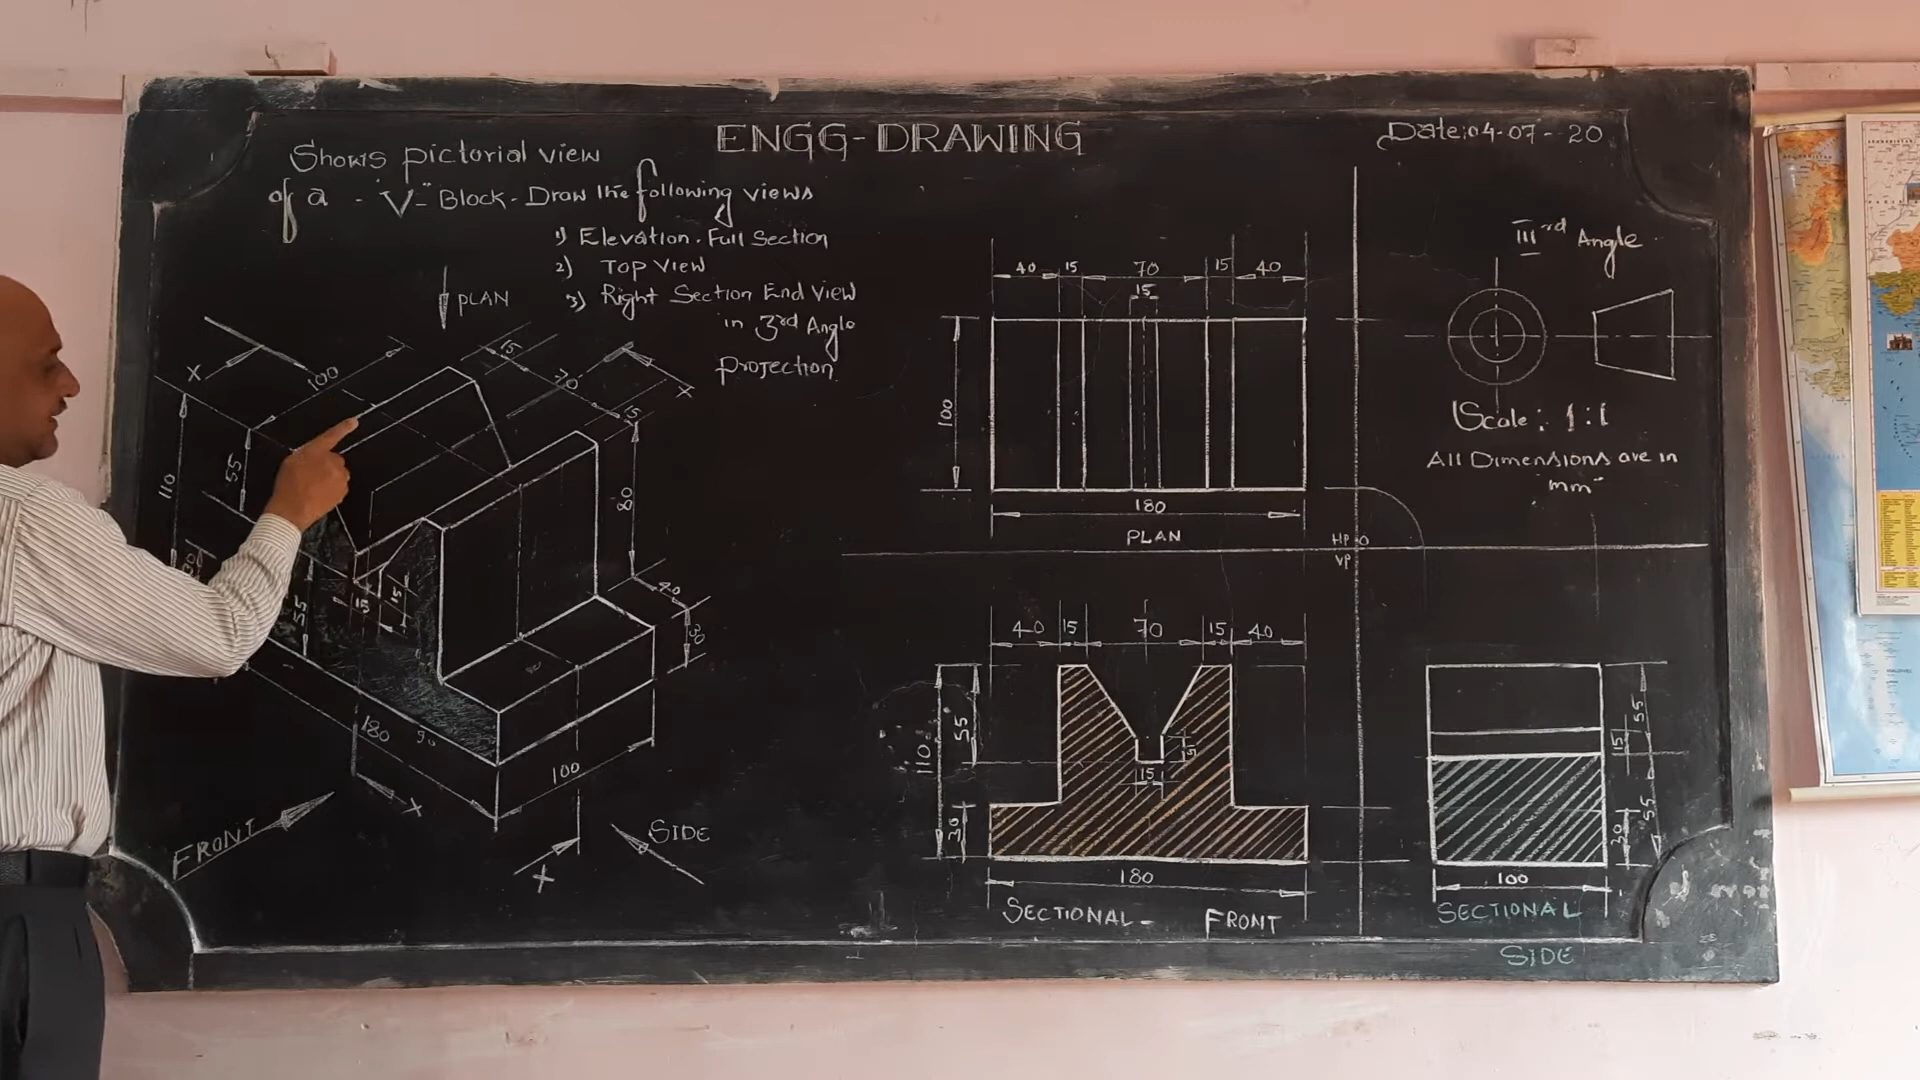 ENGG-DRAWING
Date:04-07-20
Shows pictorial view
of a - "V"- Block - Draw the following views
1) Elevation. Full Section
2) Top View
3) Right Section End View
in 3rd Angle
Projection
PLAN
X
100
15
70
15
X
110
55
80
30
55
15
15
40
30
180
90
100
X
X
FRONT
SIDE
40 15 70 15 40
15
100
180
PLAN
HP O
VP
40 15 70 15 40
110
55
15
15
30
180
SECTIONAL - FRONT
IIIrd Angle
Scale: 1:1
All Dimensions are in
"mm"
55
15
55
30
100
SECTIONAL
SIDE